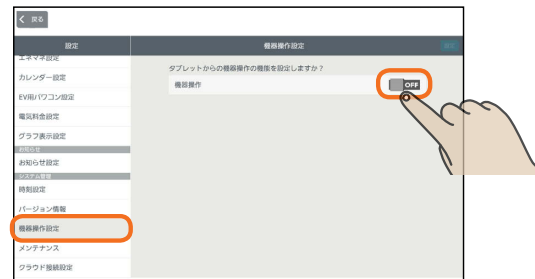 戻る
設定
機器操作設定
設定
エネマネ設定
カレンダー設定
EV用パワコン設定
電気料金設定
グラフ表示設定
お知らせ
お知らせ設定
システム管理
時刻設定
バージョン情報
機器操作設定
メンテナンス
クラウド接続設定
タブレットからの機器操作の機能を設定しますか？
機器操作
OFF